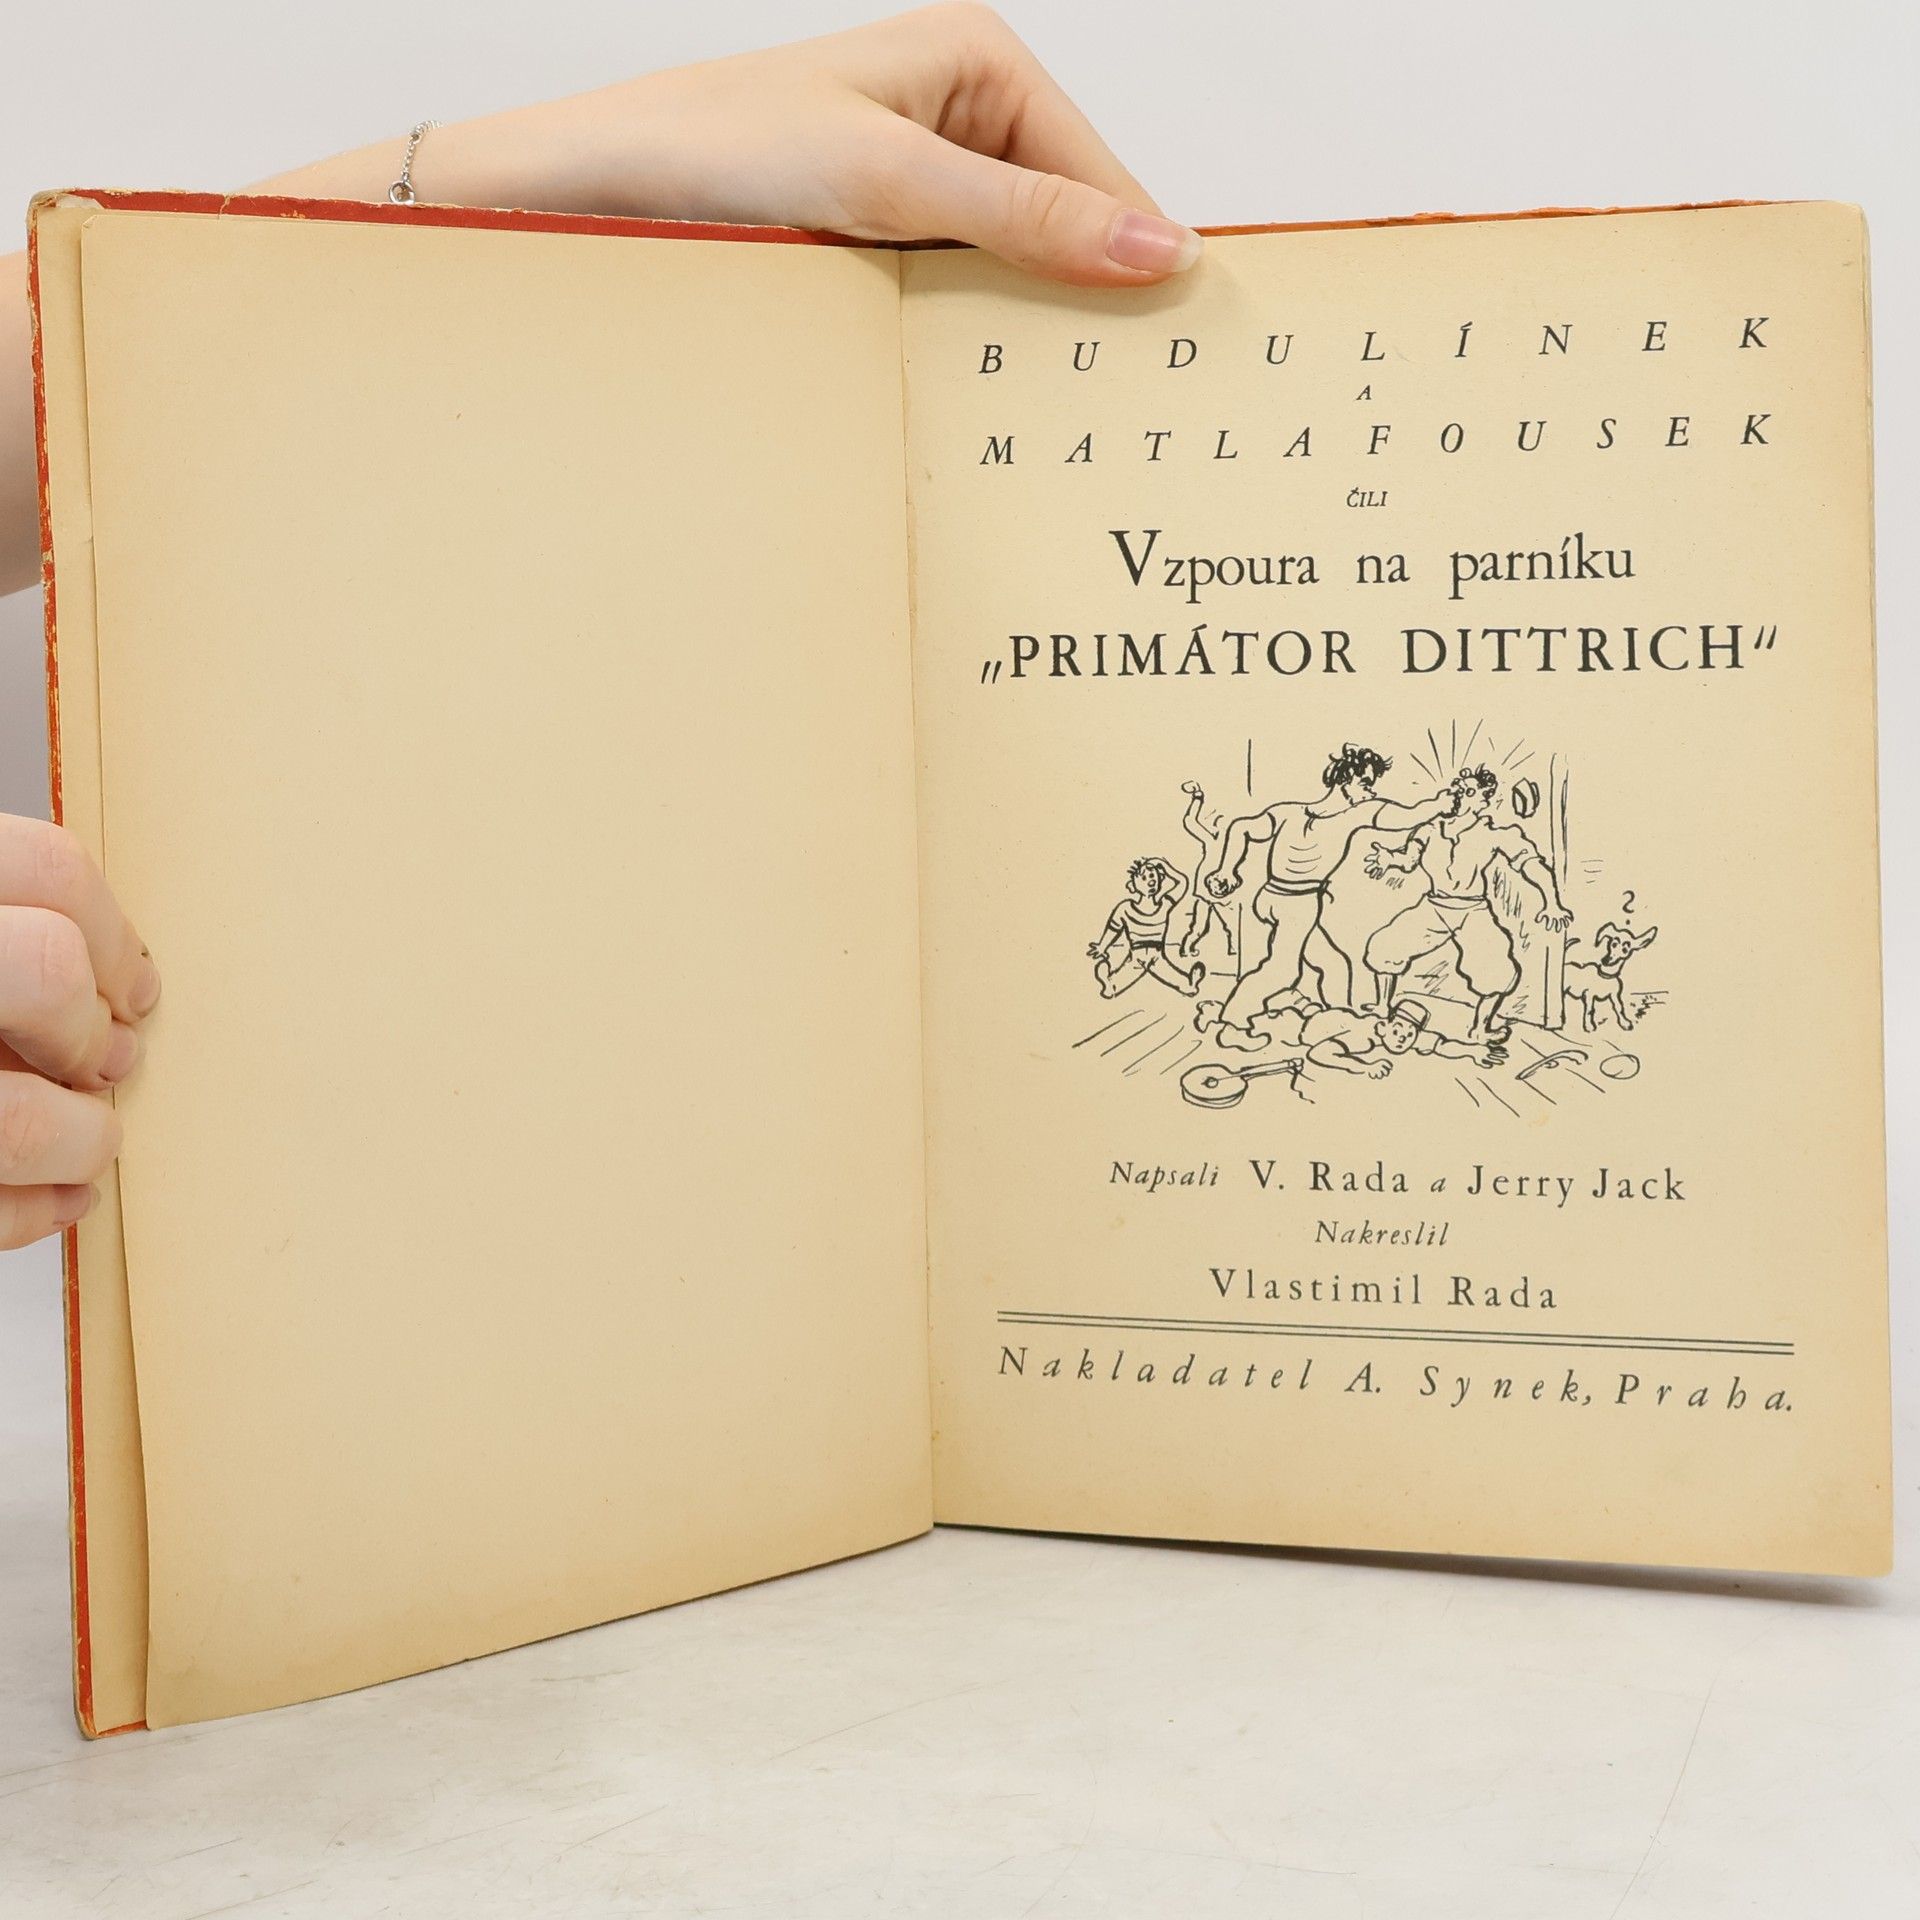 BUDULÍNEK
A
MATLAFOUSEK
ČILI
Vzpoura na parníku
„PRIMÁTOR DITTRICH"
?
Napsali V. Rada a Jerry Jack
Nakreslil
Vlastimil Rada
Nakladatel A. Synek, Praha.